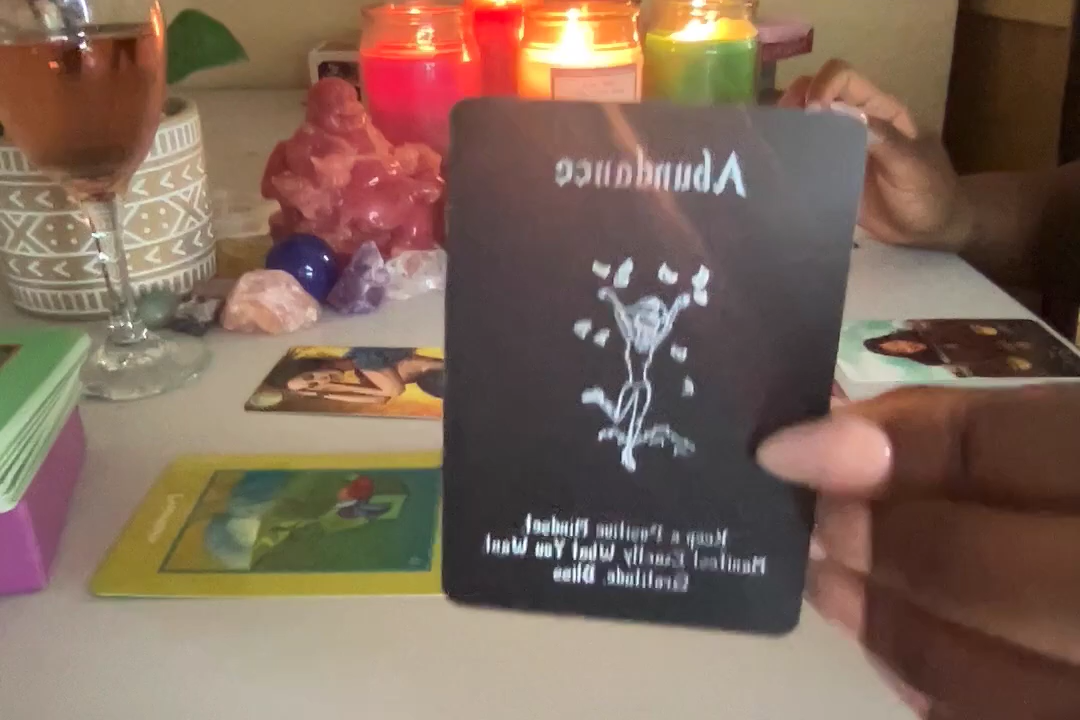 Abundance
Keep a Positive Mindset
Manifest Exactly What You Want
Gratitude, Bliss